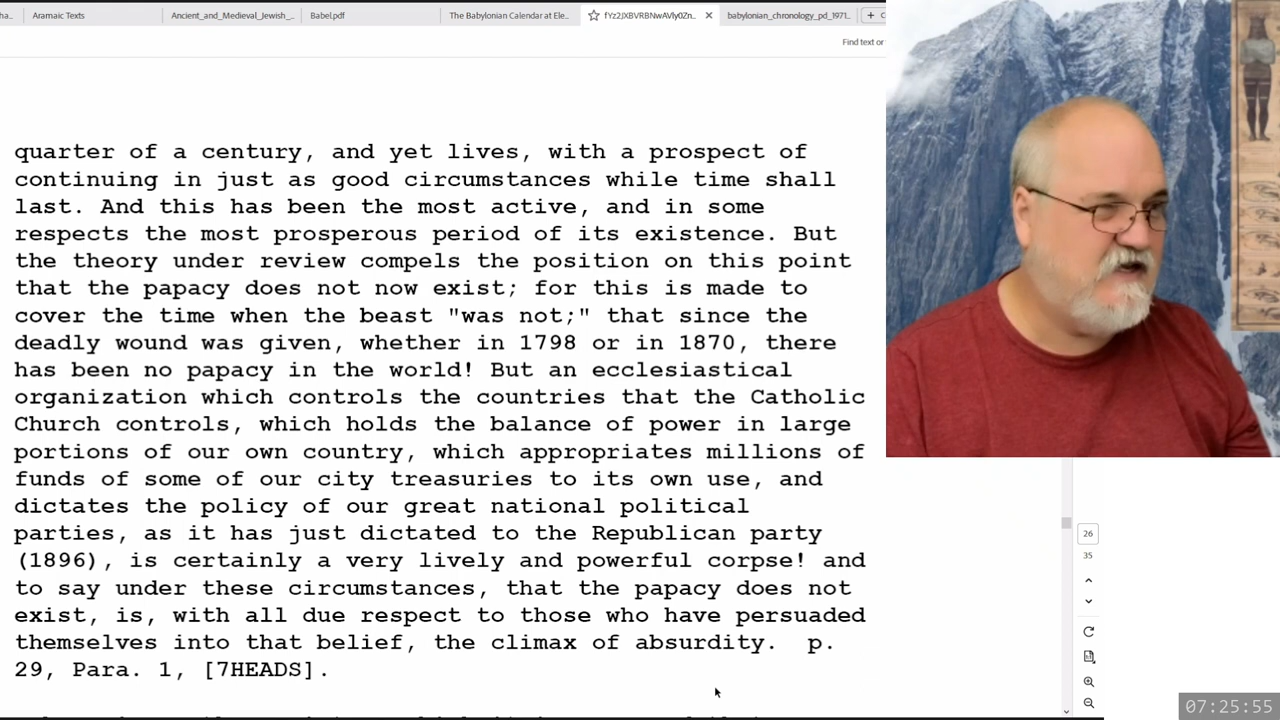 Aramaic Texts
Ancient_and_Medieval_Jewish_...
Babel.pdf
The Babylonian Calendar at Ele...
fYz2JXBVRBNwAVly0Zn...
babylonian_chronology_pd_1971...
Find text or
quarter of a century, and yet lives, with a prospect of
continuing in just as good circumstances while time shall
last. And this has been the most active, and in some
respects the most prosperous period of its existence. But
the theory under review compels the position on this point
that the papacy does not now exist; for this is made to
cover the time when the beast "was not;" that since the
deadly wound was given, whether in 1798 or in 1870, there
has been no papacy in the world! But an ecclesiastical
organization which controls the countries that the Catholic
Church controls, which holds the balance of power in large
portions of our own country, which appropriates millions of
funds of some of our city treasuries to its own use, and
dictates the policy of our great national political
parties, as it has just dictated to the Republican party
(1896), is certainly a very lively and powerful corpse! and
to say under these circumstances, that the papacy does not
exist, is, with all due respect to those who have persuaded
themselves into that belief, the climax of absurdity. p.
29, Para. 1, [7HEADS].
26
35
07:25:55